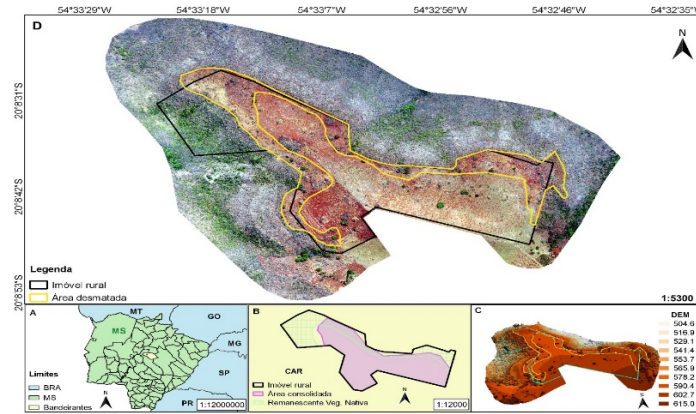 54°33'29"W 54°33'18"W 54°33'7"W 54°32'56"W 54°32'46"W 54°32'35"W
D
N
20°8'31"S
20°8'42"S
20°8'53"S
Legenda
Imóvel rural
Área desmatada
1:5300
A
MT
GO
MS
MG
SP
PR
Limites
BRA
MS
Bandeirantes
N
1:12000000
B
CAR
Imóvel rural
Área consolidada
Remanescente Veg. Nativa
N
1:12000
C
DEM
504.6
516.9
529.1
541.4
553.7
565.9
578.2
590.4
602.7
615.0
N